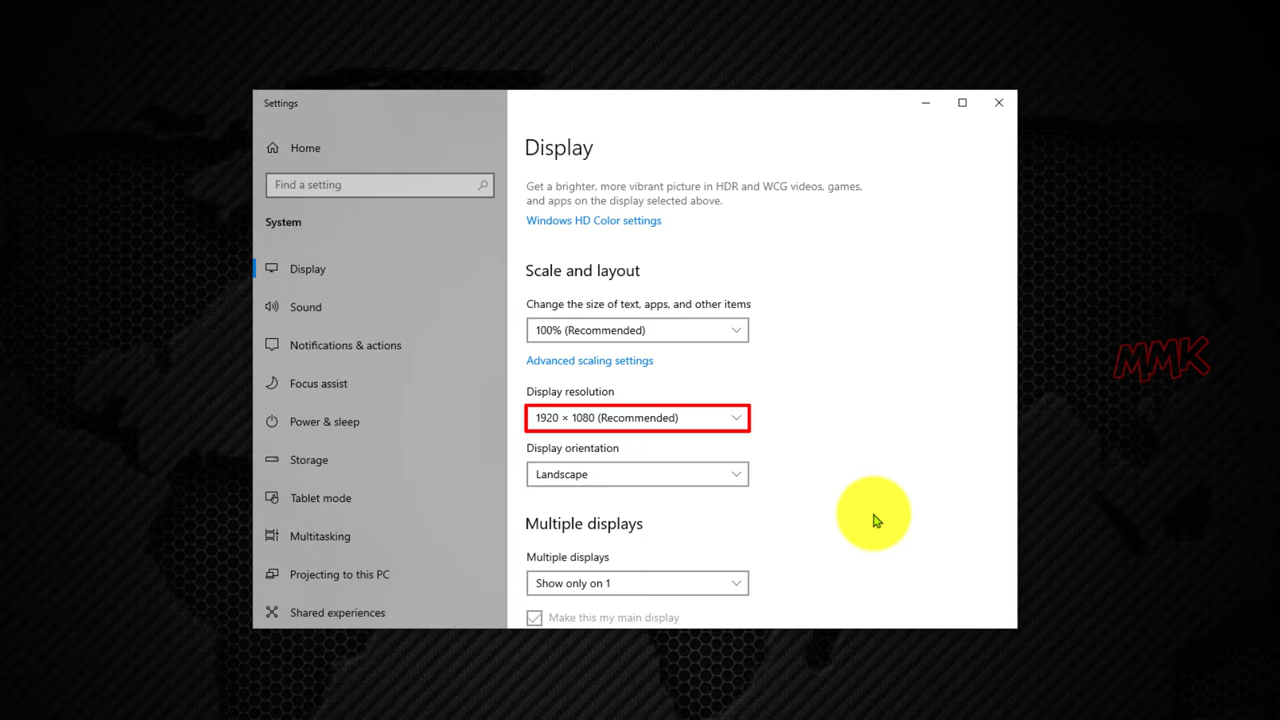 Settings
Home
Find a setting
System
Display
Sound
Notifications & actions
Focus assist
Power & sleep
Storage
Tablet mode
Multitasking
Projecting to this PC
Shared experiences
Display
Get a brighter, more vibrant picture in HDR and WCG videos, games,
and apps on the display selected above.
Windows HD Color settings
Scale and layout
Change the size of text, apps, and other items
100% (Recommended)
Advanced scaling settings
Display resolution
1920 × 1080 (Recommended)
Display orientation
Landscape
Multiple displays
Multiple displays
Show only on 1
Make this my main display
MMK